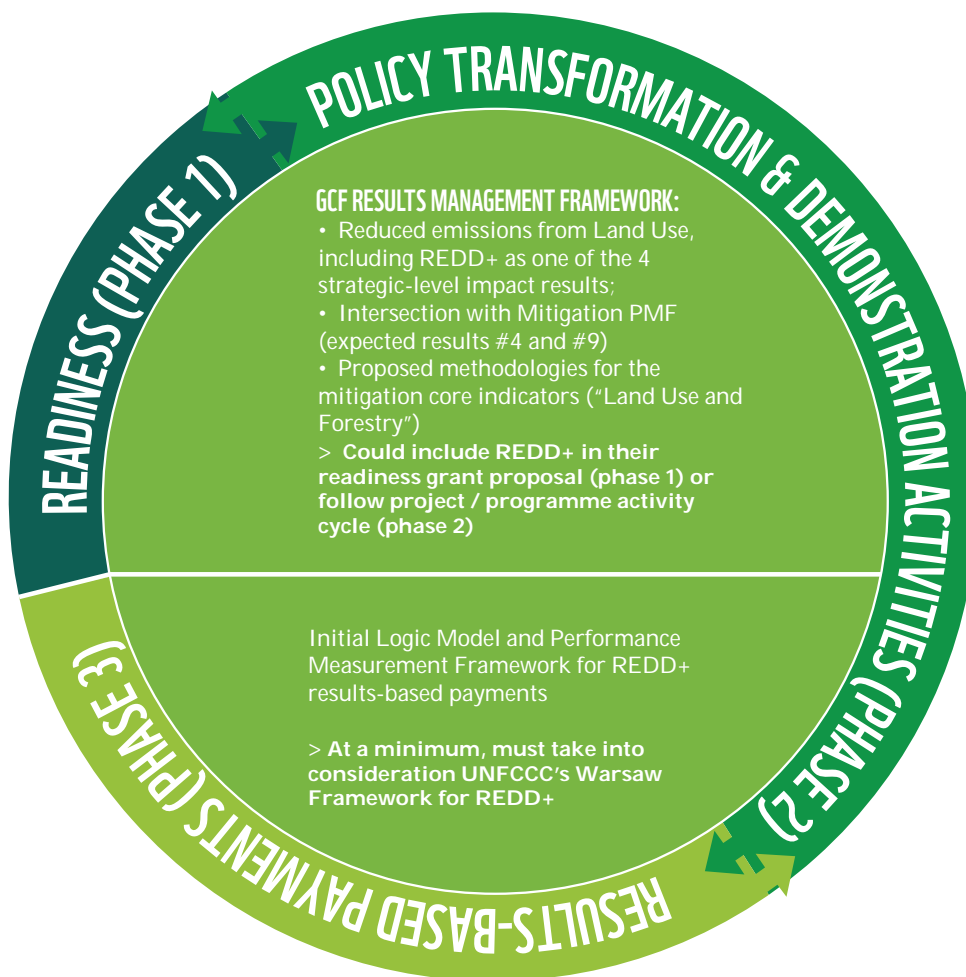 READINESS (PHASE 1)
POLICY TRANSFORMATION & DEMONSTRATION ACTIVITIES (PHASE 2)
GCF RESULTS MANAGEMENT FRAMEWORK:
• Reduced emissions from Land Use,
including REDD+ as one of the 4
strategic-level impact results;
• Intersection with Mitigation PMF
(expected results #4 and #9)
• Proposed methodologies for the
mitigation core indicators (“Land Use and
Forestry”)
> Could include REDD+ in their
readiness grant proposal (phase 1) or
follow project / programme activity
cycle (phase 2)
Initial Logic Model and Performance
Measurement Framework for REDD+
results-based payments
> At a minimum, must take into
consideration UNFCCC’s Warsaw
Framework for REDD+
RESULTS-BASED PAYMENTS (PHASE 3)